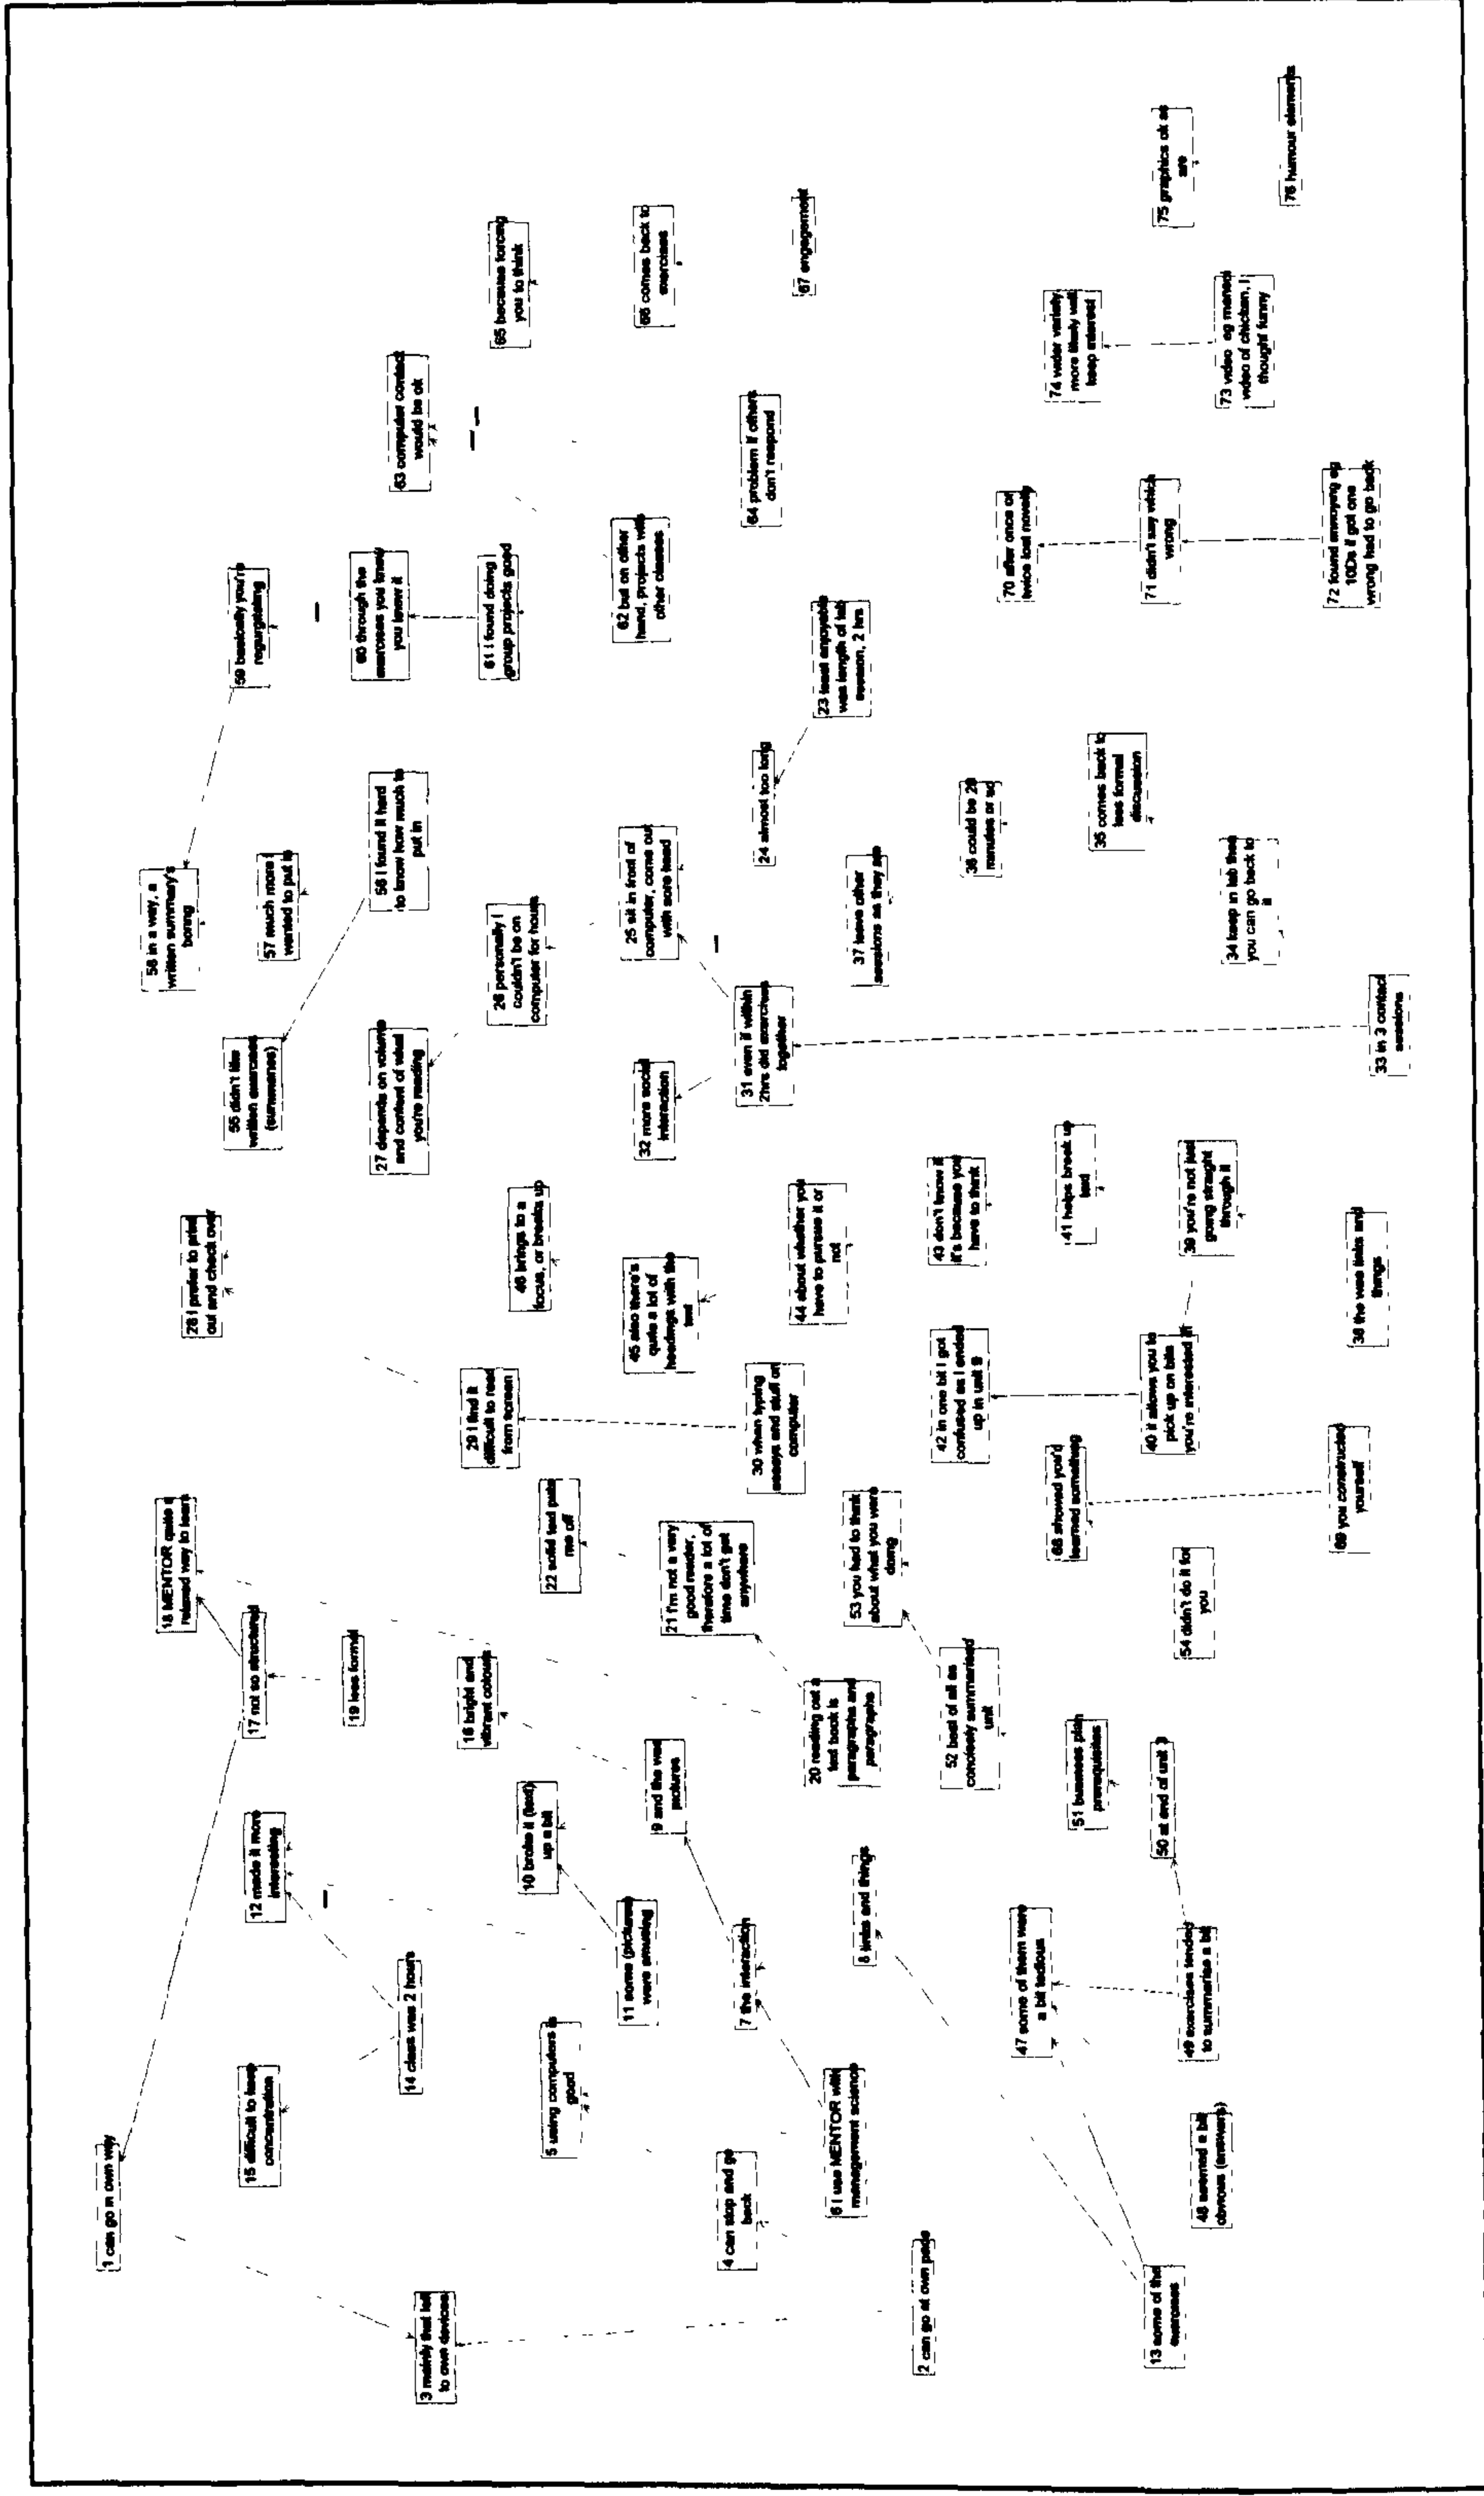 1 can go in own way
2 can go at own pace
3 mainly that left
to own devices
4 can stop and go
back
5 using computers is
good
6 I use MENTOR with
management science
7 the interaction
8 links and things
9 and the wee
pictures
10 broke it (text)
up a bit
11 some (pictures)
were amusing
12 made it more
interesting
13 some of the
exercises
14 class was 2 hours
15 difficult to keep
concentration
16 bright and
vibrant colours
17 not so structured
18 MENTOR quite a
relaxed way to learn
19 less formal
20 reading out a
text book is
paragraphs and
paragraphs
21 I'm not a very
good reader,
therefore a lot of
time don't get
anywhere
22 solid text puts
me off
23 least enjoyable
was length of lab
session, 2 hrs
24 almost too long
25 sit in front of
computer, come out
with sore head
26 personally I
couldn't be on
computer for hours
27 depends on volume
and content of what
you're reading
28 I prefer to print
out and check over
29 I find it
difficult to read
from screen
30 when typing
essays and stuff on
computer
31 even if within
2hrs did exercises
together
32 more social
interaction
33 in 3 contact
sessions
34 keep in lab then
you can go back to
it
35 comes back to
less formal
discussion
36 could be 20
minutes or so
37 leave other
sessions as they are
38 the wee links and
things
39 you're not just
going straight
through it
40 it allows you to
pick up on bits
you're interested in
41 helps break up
text
42 in one bit I got
confused as I ended
up in unit 9
43 don't know if
it's because you
have to think
44 about whether you
have to pursue it or
not
45 also there's
quite a lot of
headings with the
text
46 brings to a
focus, or breaks up
47 some of them were
a bit tedious
48 seemed a bit
obvious (answers)
49 exercises tended
to summarise a bit
50 at end of unit 3
51 business plan
prerequisites
52 best of all as
concisely summarised
unit
53 you had to think
about what you were
doing
54 didn't do it for
you
55 didn't like
written exercises
(summaries)
56 I found it hard
to know how much to
put in
57 much more I
wanted to put in
58 in a way, a
written summary's
boring
59 basically you're
regurgitating
60 through the
exercises you knew
you knew it
61 I found doing
group projects good
62 but on other
hand, projects with
other classes
63 computer contact
would be ok
64 problem if others
don't respond
65 because forcing
you to think
66 comes back to
exercises
67 engagement
68 showed you'd
learned something
69 you constructed
yourself
70 after once or
twice lost novelty
71 didn't say which
wrong
72 found annoying eg
10Ds if got one
wrong had to go back
73 video eg
video of chicken, I
thought funny
74 wider variety
more likely will
keep interest
75 graphics ok as
are
76 humour elements